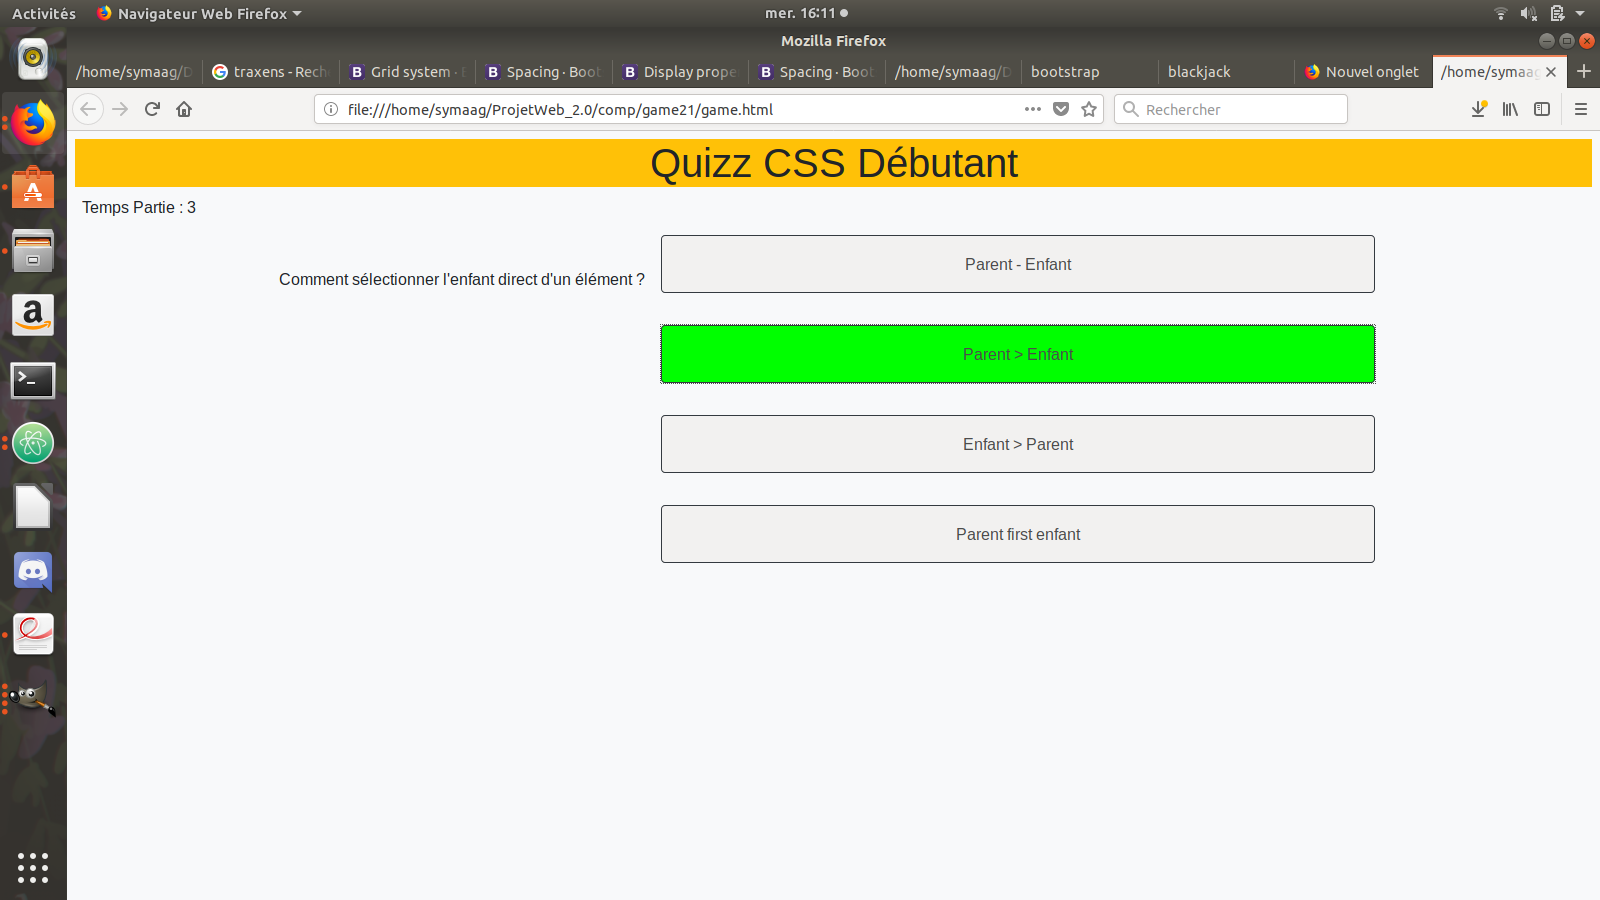 Activités
Navigateur Web Firefox
mer. 16:11
Mozilla Firefox
/home/symaag/D
traxens - Rech
Grid system · B
Spacing · Boot
Display prope
Spacing · Boot
/home/symaag/D
bootstrap
blackjack
Nouvel onglet
/home/symaag
file:///home/symaag/ProjetWeb_2.0/comp/game21/game.html
Rechercher
Quizz CSS Débutant
Temps Partie : 3
Comment sélectionner l'enfant direct d'un élément ?
Parent - Enfant
Parent > Enfant
Enfant > Parent
Parent first enfant